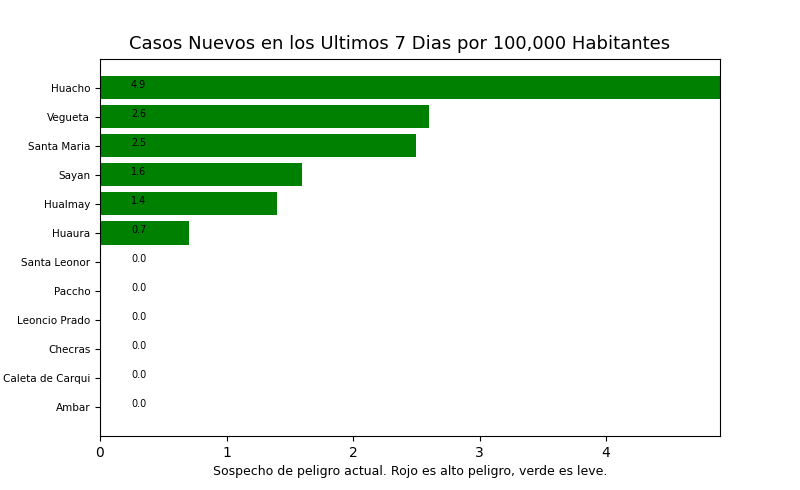 Casos Nuevos en los Ultimos 7 Dias por 100,000 Habitantes
Huacho 4.9
Vegueta 2.6
Santa Maria 2.5
Sayan 1.6
Hualmay 1.4
Huaura 0.7
Santa Leonor 0.0
Paccho 0.0
Leoncio Prado 0.0
Checras 0.0
Caleta de Carqui 0.0
Ambar 0.0
0 1 2 3 4
Sospecho de peligro actual. Rojo es alto peligro, verde es leve.